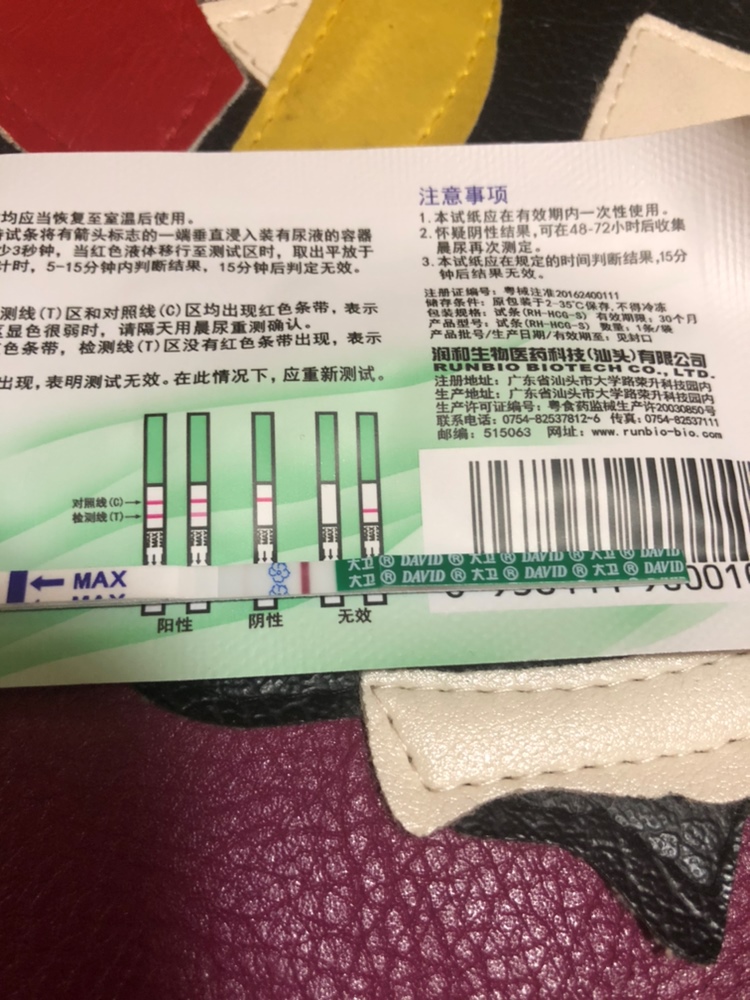 均应当恢复至室温后使用。
试条将有箭头标志的一端垂直浸入装有尿液的容器
少3秒钟，当红色液体移行至测试区时，取出平放于
计时，5-15分钟内判断结果，15分钟后判定无效。
测线(T)区和对照线(C)区均出现红色条带，表示
显色很弱时，请隔天用晨尿重测确认。
色条带，检测线(T)区没有红色条带出现，表示
出现，表明测试无效。在此情况下，应重新测试。
对照线(C)
检测线(T)
阳性
阴性
无效
注意事项
1.本试纸应在有效期内一次性使用。
2.怀疑阴性结果,可在48-72小时后收集
晨尿再次测定。
3.本试纸应在规定的时间判断结果,15分
钟后结果无效。
注册证编号：粤械注准20162400111
储存条件：原包装于2-35℃保存,不得冷冻
包装规格：试条(RH-HCG-S) 有效期限：30个月
产品型号：试条(RH-HCG-S) 数量：1条/袋
产品批号/生产日期/有效期至：见封口
润和生物医药科技(汕头)有限公司
RUNBIO BIOTECH CO., LTD.
注册地址：广东省汕头市大学路荣升科技园内
生产地址：广东省汕头市大学路荣升科技园内
生产许可证编号：粤食药监械生产许20030850号
联系电话：0754-82537812-6 传真：0754-82537111
邮编：515063 网址：www.runbio-bio.com
MAX
大卫 ® DAVID ® 大卫 ® DAVID ® 大卫 ® DAVID
大卫 ® DAVID ® 大卫 ® DAVID ® 大卫 ® DAVID